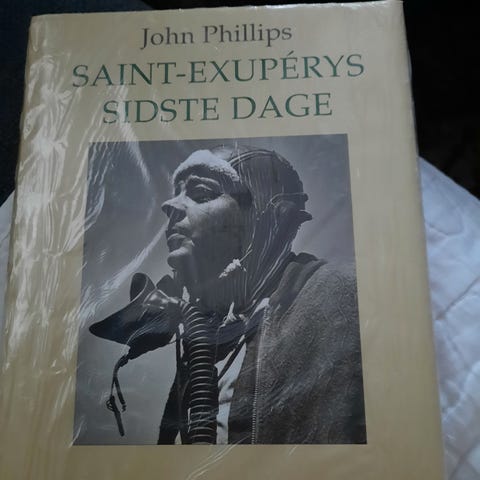 John Phillips
SAINT-EXUPÉRYS
SIDSTE DAGE